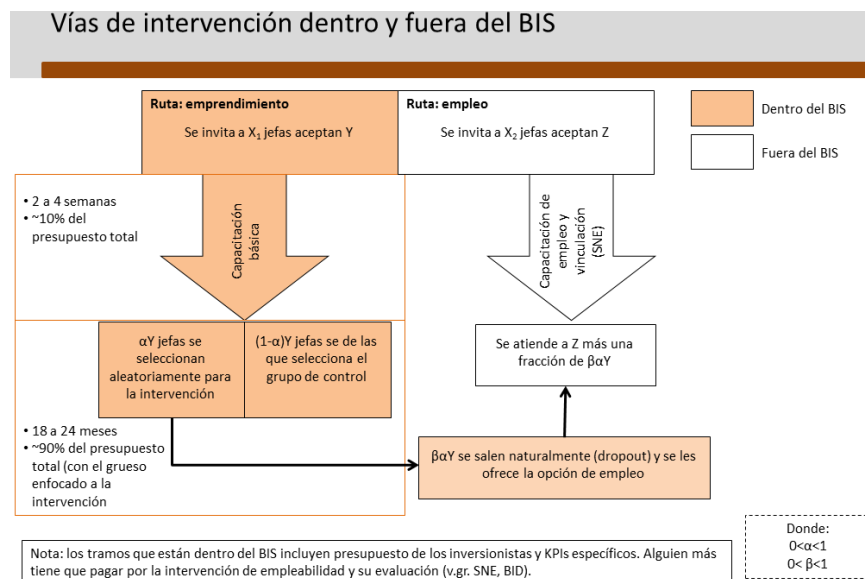 Vías de intervención dentro y fuera del BIS
Ruta: emprendimiento
Se invita a X₁ jefas aceptan Y
Ruta: empleo
Se invita a X₂ jefas aceptan Z
Dentro del BIS
Fuera del BIS
• 2 a 4 semanas
• ~10% del
presupuesto total
Capacitación
básica
Capacitación de
empleo y
vinculación
(SNE)
αY jefas se
seleccionan
aleatoriamente para
la intervención
(1-α)Y jefas se de las
que selecciona el
grupo de control
Se atiende a Z más una
fracción de βαY
• 18 a 24 meses
• ~90% del presupuesto
total (con el grueso
enfocado a la
intervención
βαY se salen naturalmente (dropout) y se les
ofrece la opción de empleo
Nota: los tramos que están dentro del BIS incluyen presupuesto de los inversionistas y KPIs específicos. Alguien más
tiene que pagar por la intervención de empleabilidad y su evaluación (v.gr. SNE, BID).
Donde:
0<α<1
0< β<1